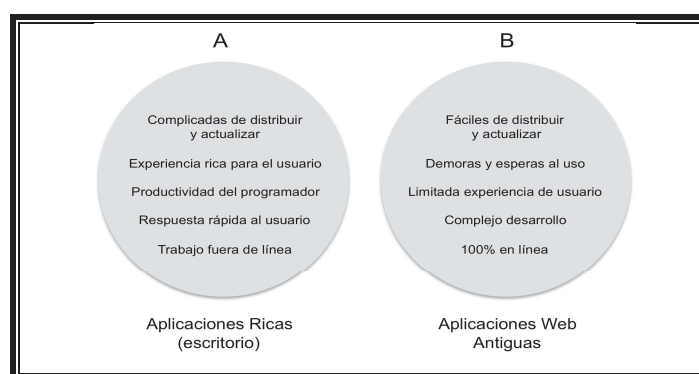 A
Complicadas de distribuir
y actualizar
Experiencia rica para el usuario
Productividad del programador
Respuesta rápida al usuario
Trabajo fuera de línea
Aplicaciones Ricas
(escritorio)
B
Fáciles de distribuir
y actualizar
Demoras y esperas al uso
Limitada experiencia de usuario
Complejo desarrollo
100% en línea
Aplicaciones Web
Antiguas